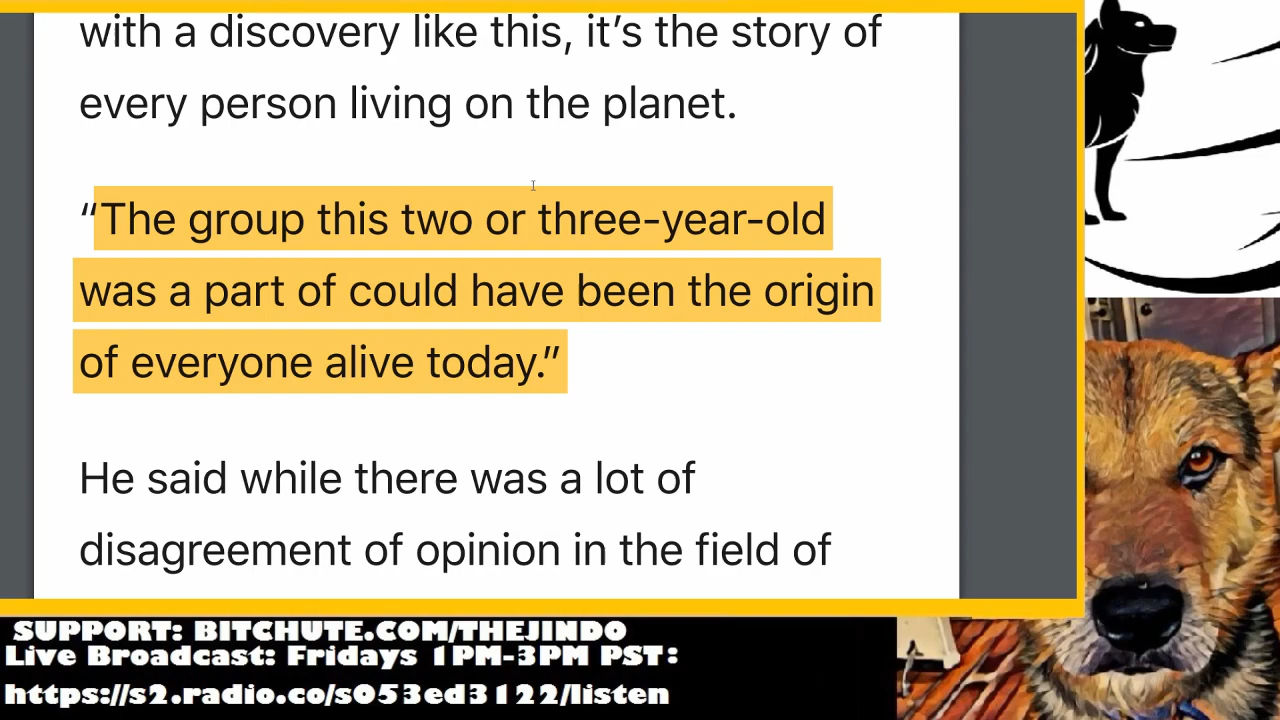 with a discovery like this, it’s the story of
every person living on the planet.
“The group this two or three-year-old
was a part of could have been the origin
of everyone alive today.”
He said while there was a lot of
disagreement of opinion in the field of
SUPPORT: BITCHUTE.COM/THEJINDO
Live Broadcast: Fridays 1PM-3PM PST:
https://s2.radio.co/s053ed3122/listen